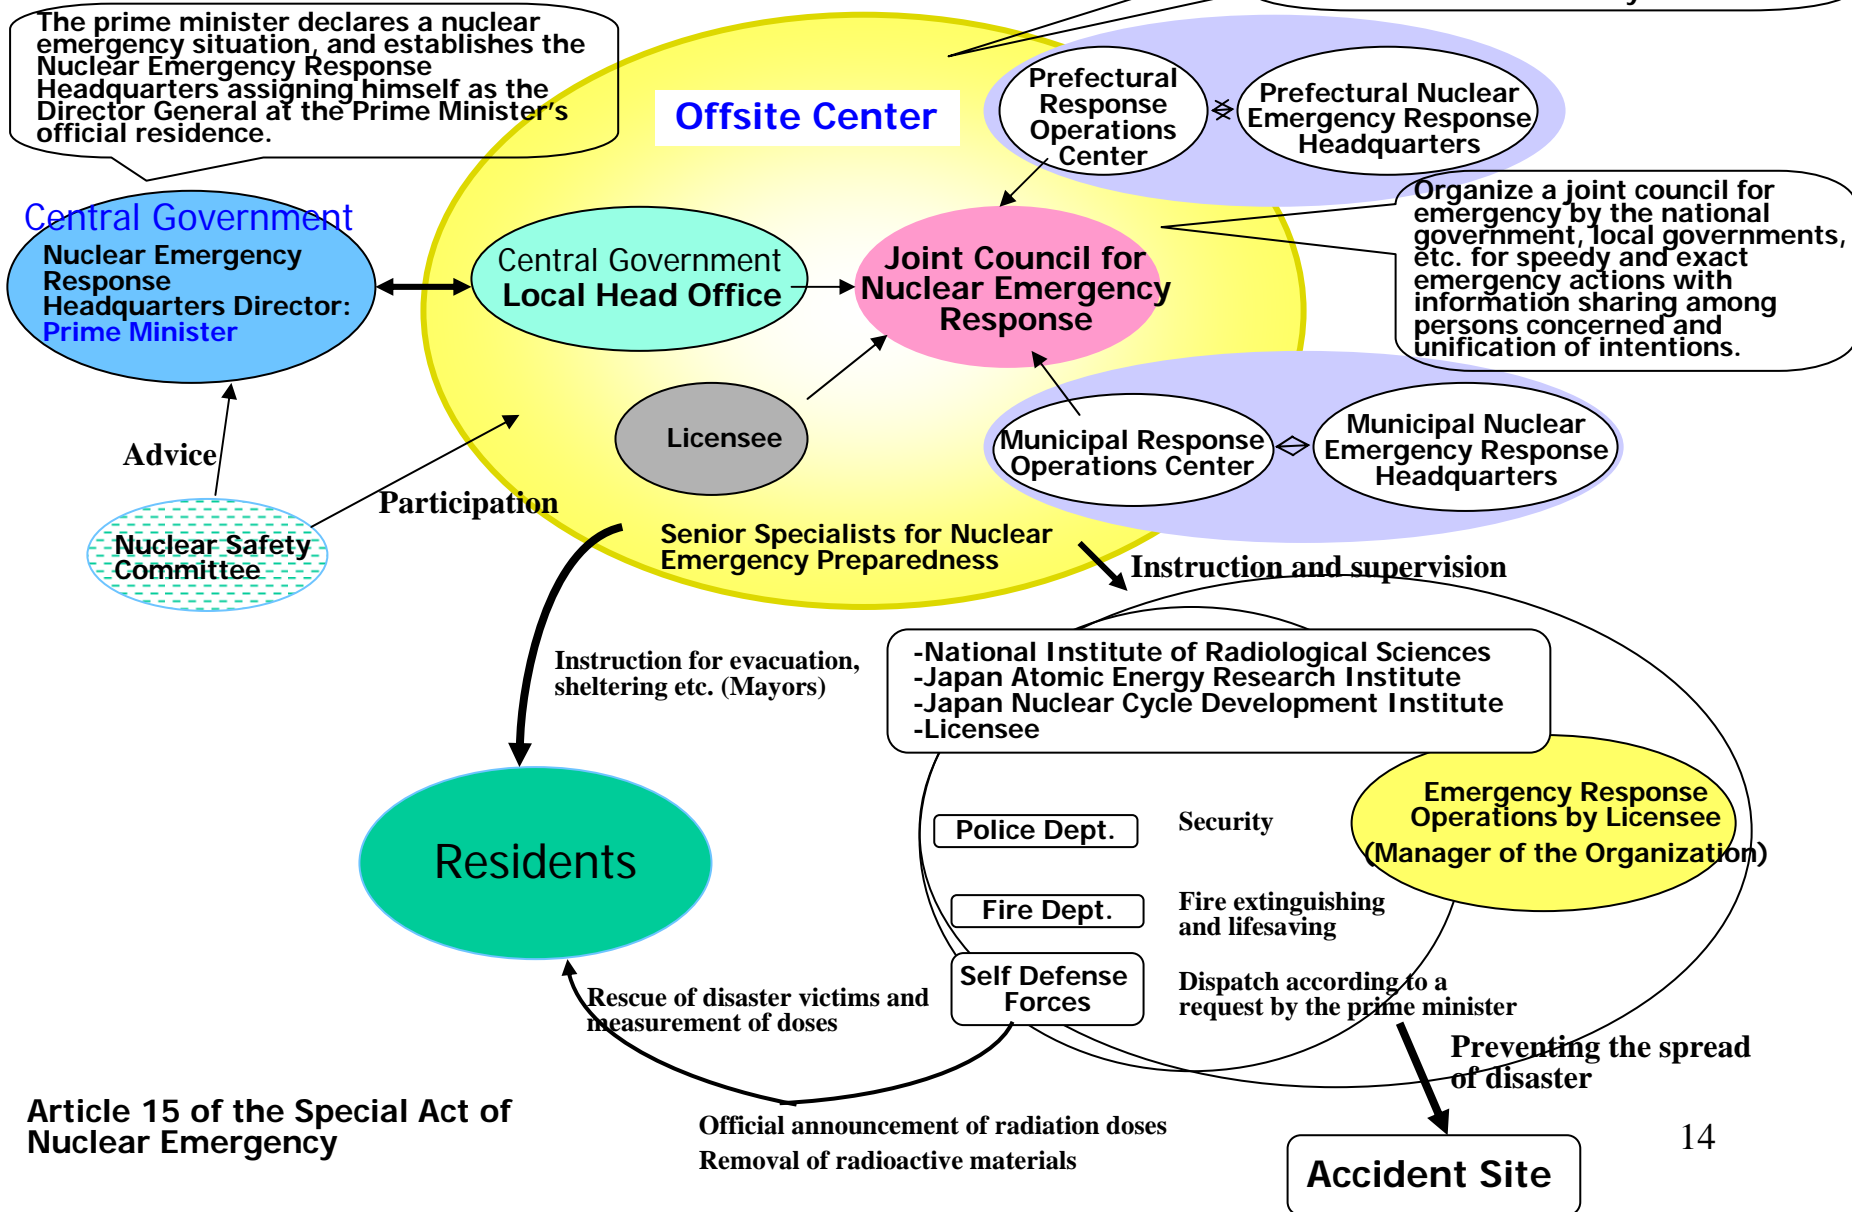 The prime minister declares a nuclear
emergency situation, and establishes the
Nuclear Emergency Response
Headquarters assigning himself as the
Director General at the Prime Minister's
official residence.
Offsite Center
Prefectural
Response
Operations
Center
Prefectural Nuclear
Emergency Response
Headquarters
Organize a joint council for
emergency by the national
government, local governments,
etc. for speedy and exact
emergency actions with
information sharing among
persons concerned and
unification of intentions.
Central Government
Nuclear Emergency
Response
Headquarters Director:
Prime Minister
Central Government
Local Head Office
Joint Council for
Nuclear Emergency
Response
Licensee
Municipal Response
Operations Center
Municipal Nuclear
Emergency Response
Headquarters
Advice
Participation
Nuclear Safety
Committee
Senior Specialists for Nuclear
Emergency Preparedness
Instruction and supervision
Instruction for evacuation,
sheltering etc. (Mayors)
-National Institute of Radiological Sciences
-Japan Atomic Energy Research Institute
-Japan Nuclear Cycle Development Institute
-Licensee
Residents
Police Dept.
Security
Emergency Response
Operations by Licensee
(Manager of the Organization)
Fire Dept.
Fire extinguishing
and lifesaving
Self Defense
Forces
Dispatch according to a
request by the prime minister
Rescue of disaster victims and
measurement of doses
Preventing the spread
of disaster
Article 15 of the Special Act of
Nuclear Emergency
Official announcement of radiation doses
Removal of radioactive materials
Accident Site
14